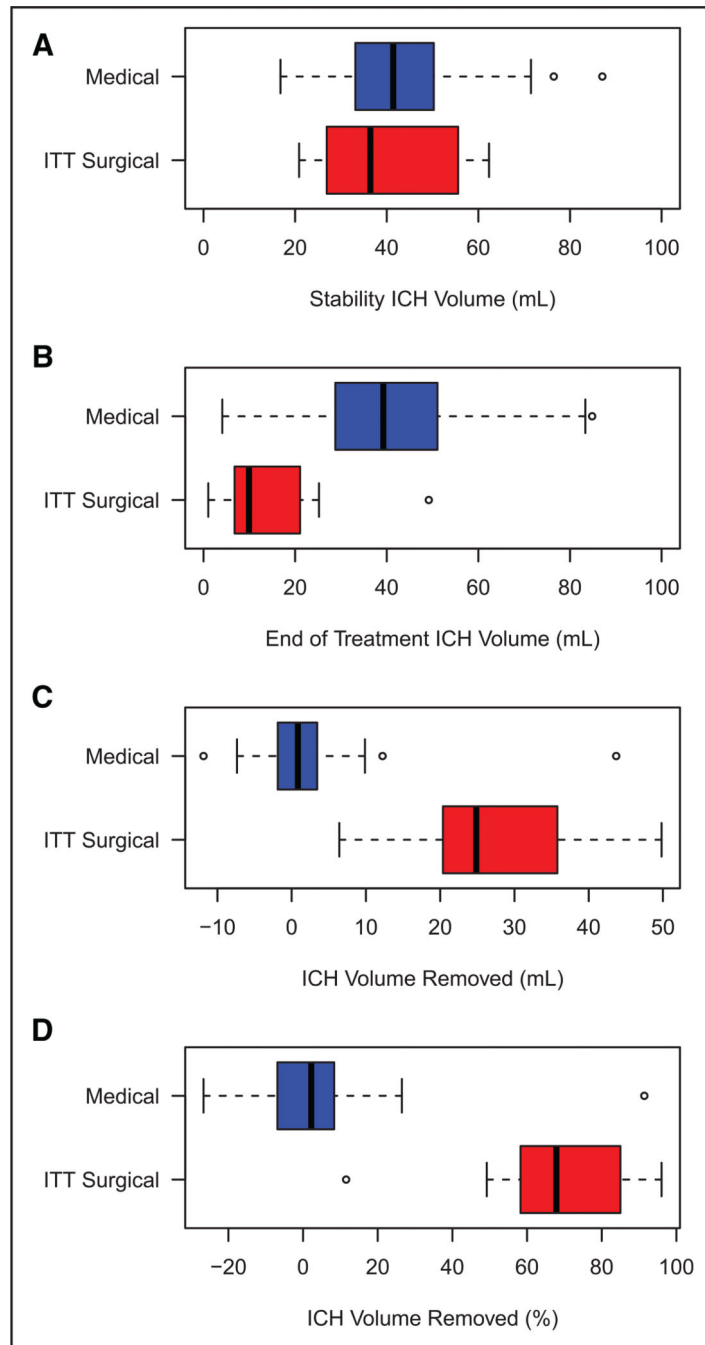 A
Medical
ITT Surgical
0 20 40 60 80 100
Stability ICH Volume (mL)
B
Medical
ITT Surgical
0 20 40 60 80 100
End of Treatment ICH Volume (mL)
C
Medical
ITT Surgical
−10 0 10 20 30 40 50
ICH Volume Removed (mL)
D
Medical
ITT Surgical
−20 0 20 40 60 80 100
ICH Volume Removed (%)